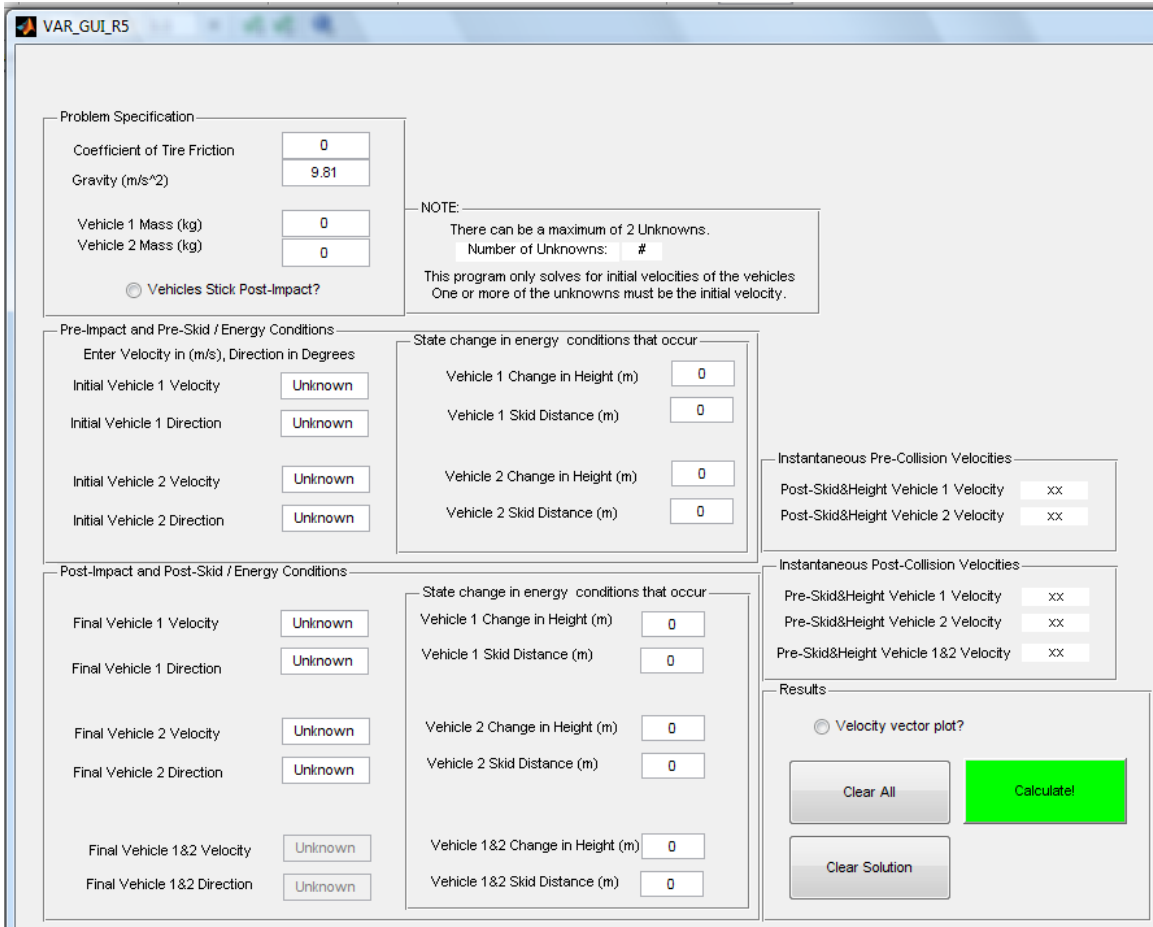 VAR_GUI_R5
Problem Specification
Coefficient of Tire Friction 0
Gravity (m/s^2) 9.81
Vehicle 1 Mass (kg) 0
Vehicle 2 Mass (kg) 0
Vehicles Stick Post-Impact?
NOTE:
There can be a maximum of 2 Unknowns.
Number of Unknowns: #
This program only solves for initial velocities of the vehicles
One or more of the unknowns must be the initial velocity.
Pre-Impact and Pre-Skid / Energy Conditions
Enter Velocity in (m/s), Direction in Degrees
Initial Vehicle 1 Velocity Unknown
Initial Vehicle 1 Direction Unknown
Initial Vehicle 2 Velocity Unknown
Initial Vehicle 2 Direction Unknown
State change in energy conditions that occur
Vehicle 1 Change in Height (m) 0
Vehicle 1 Skid Distance (m) 0
Vehicle 2 Change in Height (m) 0
Vehicle 2 Skid Distance (m) 0
Instantaneous Pre-Collision Velocities
Post-Skid&Height Vehicle 1 Velocity xx
Post-Skid&Height Vehicle 2 Velocity xx
Post-Impact and Post-Skid / Energy Conditions
Final Vehicle 1 Velocity Unknown
Final Vehicle 1 Direction Unknown
Final Vehicle 2 Velocity Unknown
Final Vehicle 2 Direction Unknown
Final Vehicle 1&2 Velocity Unknown
Final Vehicle 1&2 Direction Unknown
State change in energy conditions that occur
Vehicle 1 Change in Height (m) 0
Vehicle 1 Skid Distance (m) 0
Vehicle 2 Change in Height (m) 0
Vehicle 2 Skid Distance (m) 0
Vehicle 1&2 Change in Height (m) 0
Vehicle 1&2 Skid Distance (m) 0
Instantaneous Post-Collision Velocities
Pre-Skid&Height Vehicle 1 Velocity xx
Pre-Skid&Height Vehicle 2 Velocity xx
Pre-Skid&Height Vehicle 1&2 Velocity xx
Results
Velocity vector plot?
Clear All
Calculate!
Clear Solution